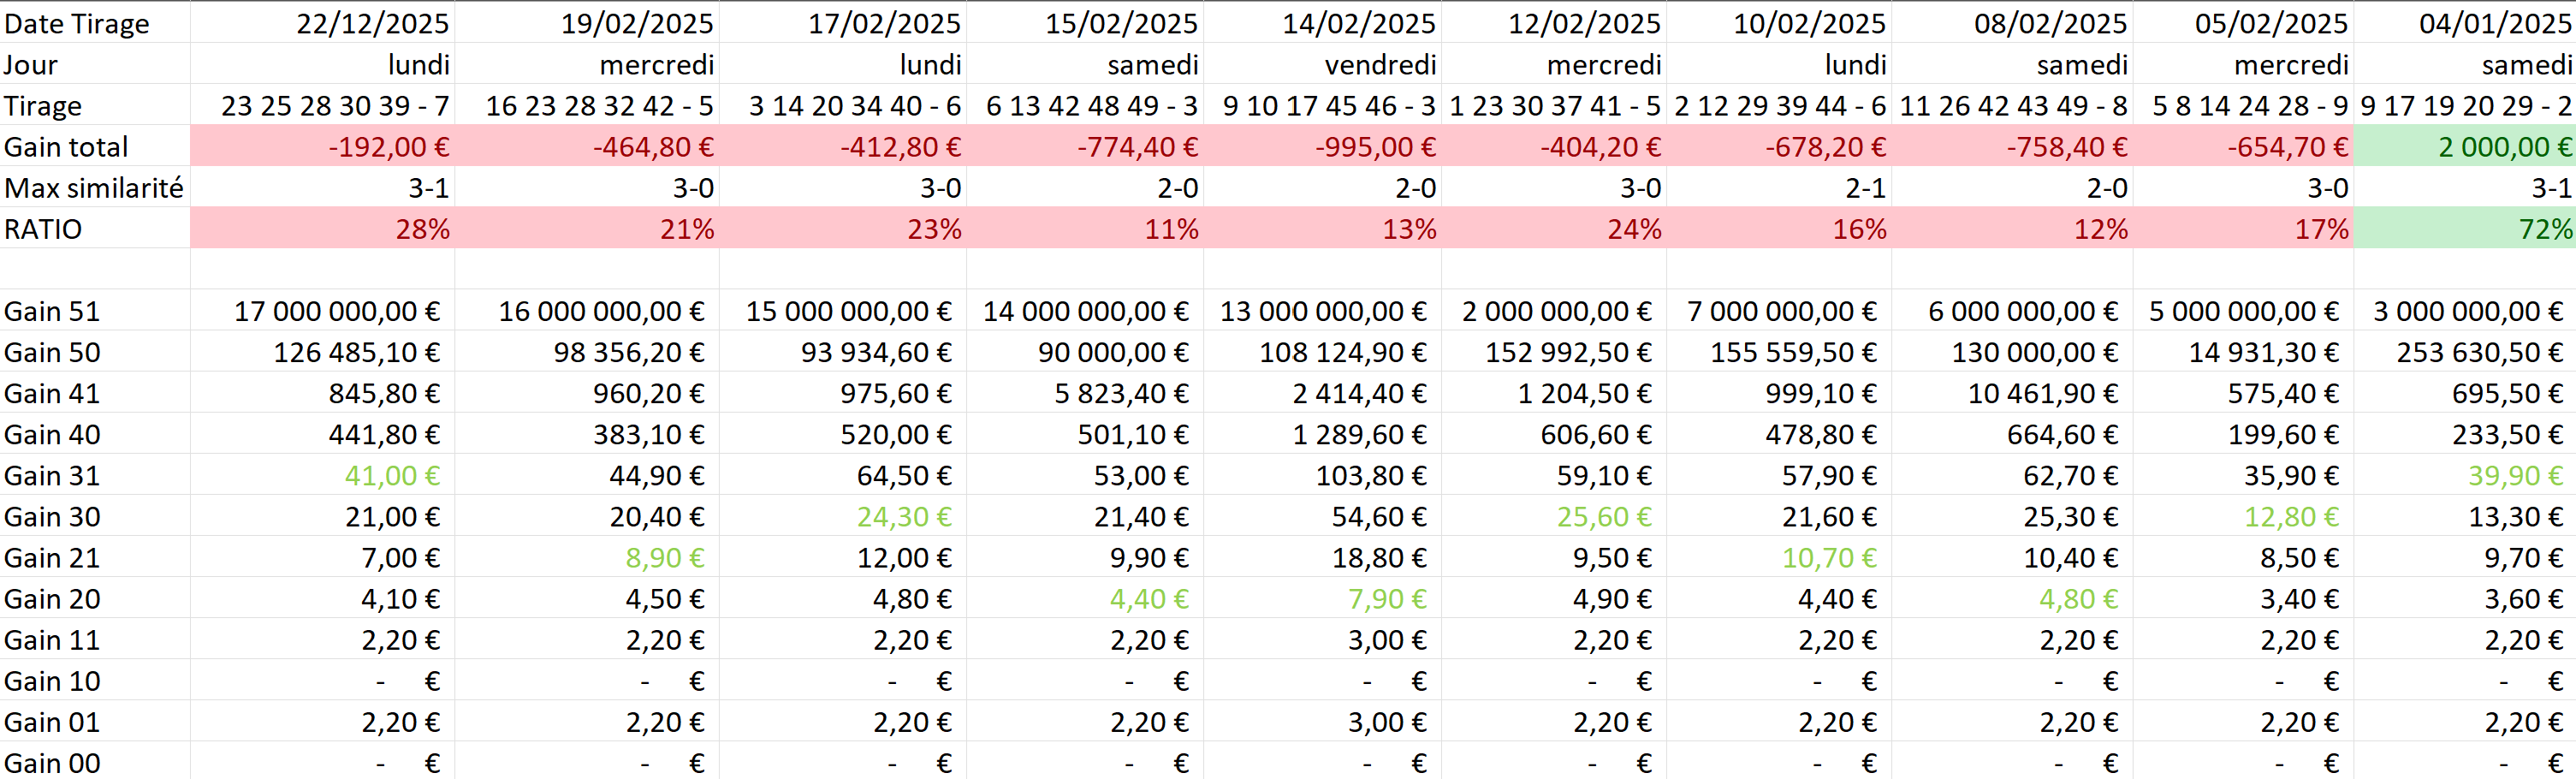 Date Tirage 22/12/2025 19/02/2025 17/02/2025 15/02/2025 14/02/2025 12/02/2025 10/02/2025 08/02/2025 05/02/2025 04/01/2025
Jour lundi mercredi lundi samedi vendredi mercredi lundi samedi mercredi samedi
Tirage 23 25 28 30 39 - 7 16 23 28 32 42 - 5 3 14 20 34 40 - 6 6 13 42 48 49 - 3 9 10 17 45 46 - 3 1 23 30 37 41 - 5 2 12 29 39 44 - 6 11 26 42 43 49 - 8 5 8 14 24 28 - 9 9 17 19 20 29 - 2
Gain total -192,00 € -464,80 € -412,80 € -774,40 € -995,00 € -404,20 € -678,20 € -758,40 € -654,70 € 2 000,00 €
Max similarité 3-1 3-0 3-0 2-0 2-0 3-0 2-1 2-0 3-0 3-1
RATIO 28% 21% 23% 11% 13% 24% 16% 12% 17% 72%
Gain 51 17 000 000,00 € 16 000 000,00 € 15 000 000,00 € 14 000 000,00 € 13 000 000,00 € 2 000 000,00 € 7 000 000,00 € 6 000 000,00 € 5 000 000,00 € 3 000 000,00 €
Gain 50 126 485,10 € 98 356,20 € 93 934,60 € 90 000,00 € 108 124,90 € 152 992,50 € 155 559,50 € 130 000,00 € 14 931,30 € 253 630,50 €
Gain 41 845,80 € 960,20 € 975,60 € 5 823,40 € 2 414,40 € 1 204,50 € 999,10 € 10 461,90 € 575,40 € 695,50 €
Gain 40 441,80 € 383,10 € 520,00 € 501,10 € 1 289,60 € 606,60 € 478,80 € 664,60 € 199,60 € 233,50 €
Gain 31 41,00 € 44,90 € 64,50 € 53,00 € 103,80 € 59,10 € 57,90 € 62,70 € 35,90 € 39,90 €
Gain 30 21,00 € 20,40 € 24,30 € 21,40 € 54,60 € 25,60 € 21,60 € 25,30 € 12,80 € 13,30 €
Gain 21 7,00 € 8,90 € 12,00 € 9,90 € 18,80 € 9,50 € 10,70 € 10,40 € 8,50 € 9,70 €
Gain 20 4,10 € 4,50 € 4,80 € 4,40 € 7,90 € 4,90 € 4,40 € 4,80 € 3,40 € 3,60 €
Gain 11 2,20 € 2,20 € 2,20 € 2,20 € 3,00 € 2,20 € 2,20 € 2,20 € 2,20 € 2,20 €
Gain 10 - € - € - € - € - € - € - € - € - € - €
Gain 01 2,20 € 2,20 € 2,20 € 2,20 € 3,00 € 2,20 € 2,20 € 2,20 € 2,20 € 2,20 €
Gain 00 - € - € - € - € - € - € - € - € - € - €